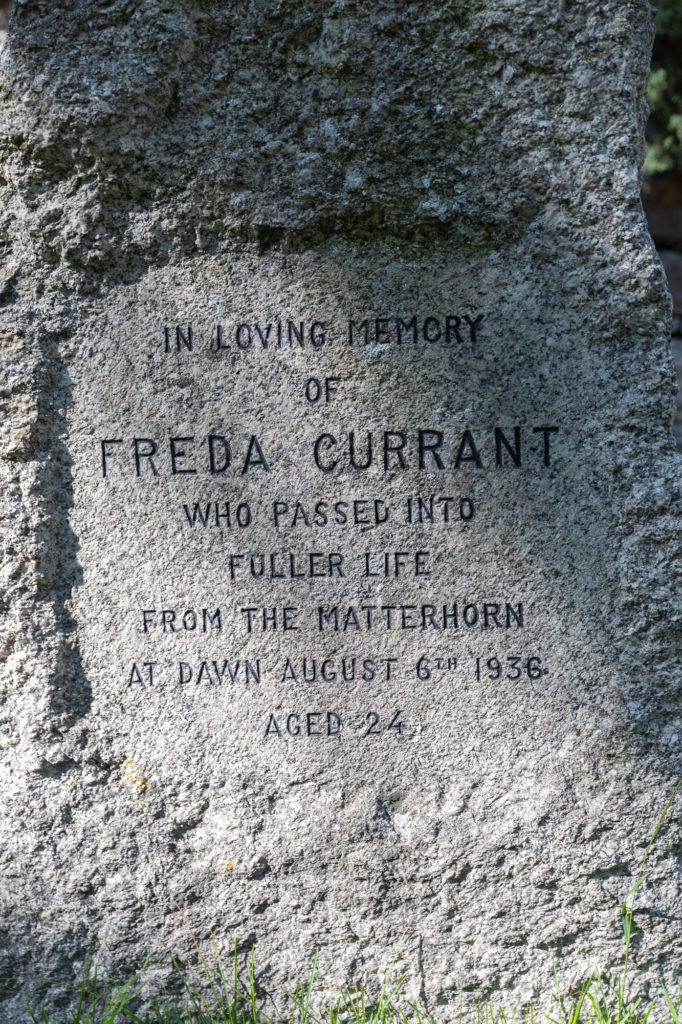 IN LOVING MEMORY
OF
FREDA CURRANT
WHO PASSED INTO
FULLER LIFE
FROM THE MATTERHORN
AT DAWN AUGUST 6TH 1936.
AGED 24.